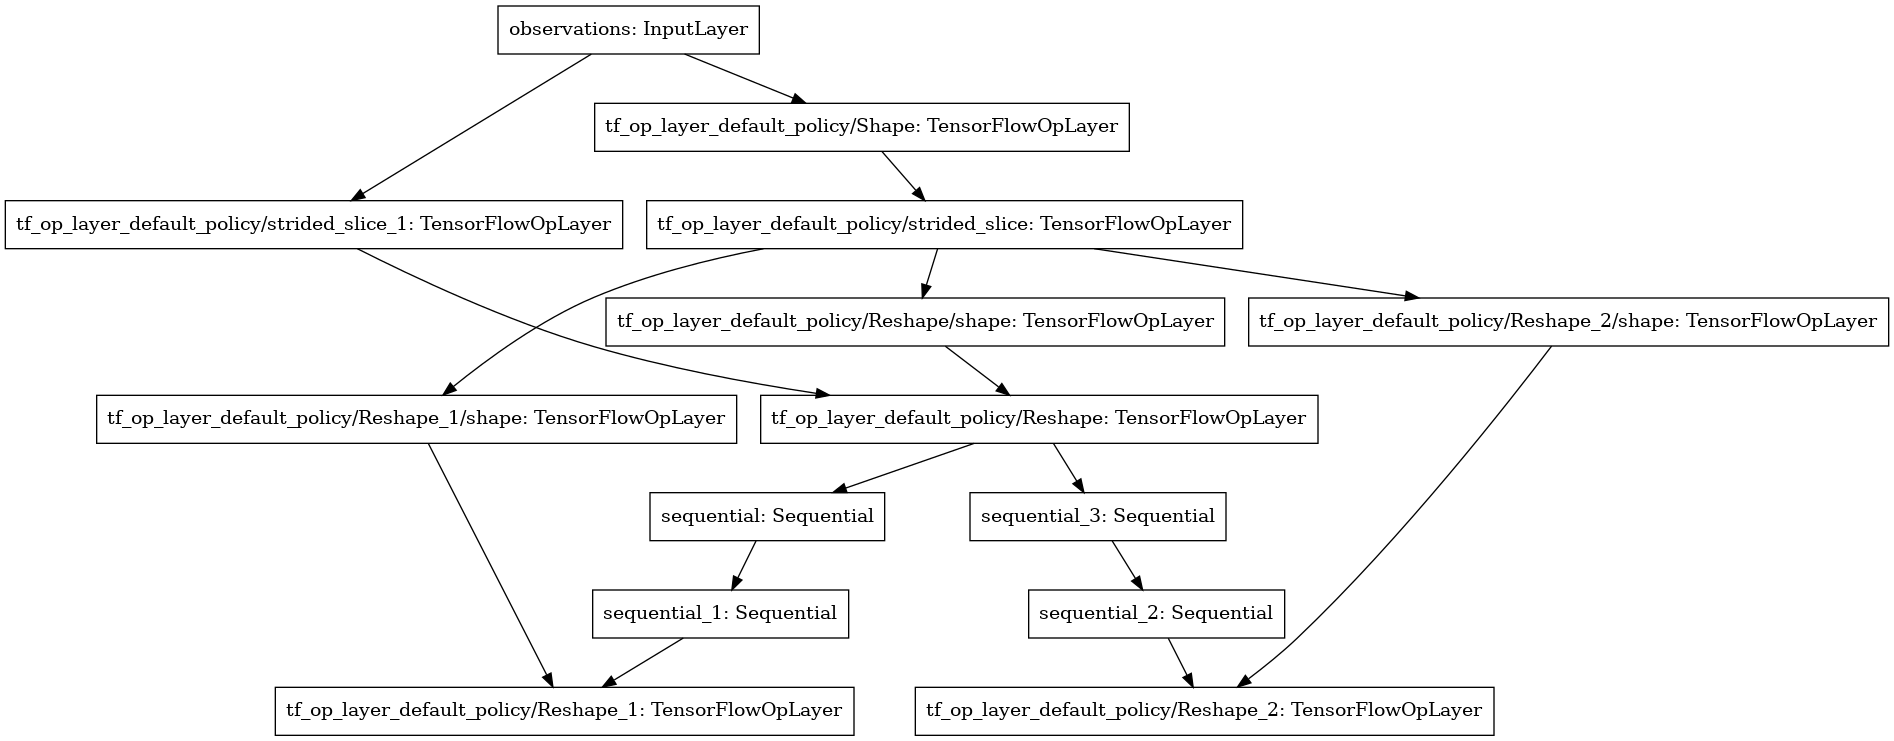 observations: InputLayer
tf_op_layer_default_policy/Shape: TensorFlowOpLayer
tf_op_layer_default_policy/strided_slice_1: TensorFlowOpLayer
tf_op_layer_default_policy/strided_slice: TensorFlowOpLayer
tf_op_layer_default_policy/Reshape/shape: TensorFlowOpLayer
tf_op_layer_default_policy/Reshape_2/shape: TensorFlowOpLayer
tf_op_layer_default_policy/Reshape_1/shape: TensorFlowOpLayer
tf_op_layer_default_policy/Reshape: TensorFlowOpLayer
sequential: Sequential
sequential_3: Sequential
sequential_1: Sequential
sequential_2: Sequential
tf_op_layer_default_policy/Reshape_1: TensorFlowOpLayer
tf_op_layer_default_policy/Reshape_2: TensorFlowOpLayer